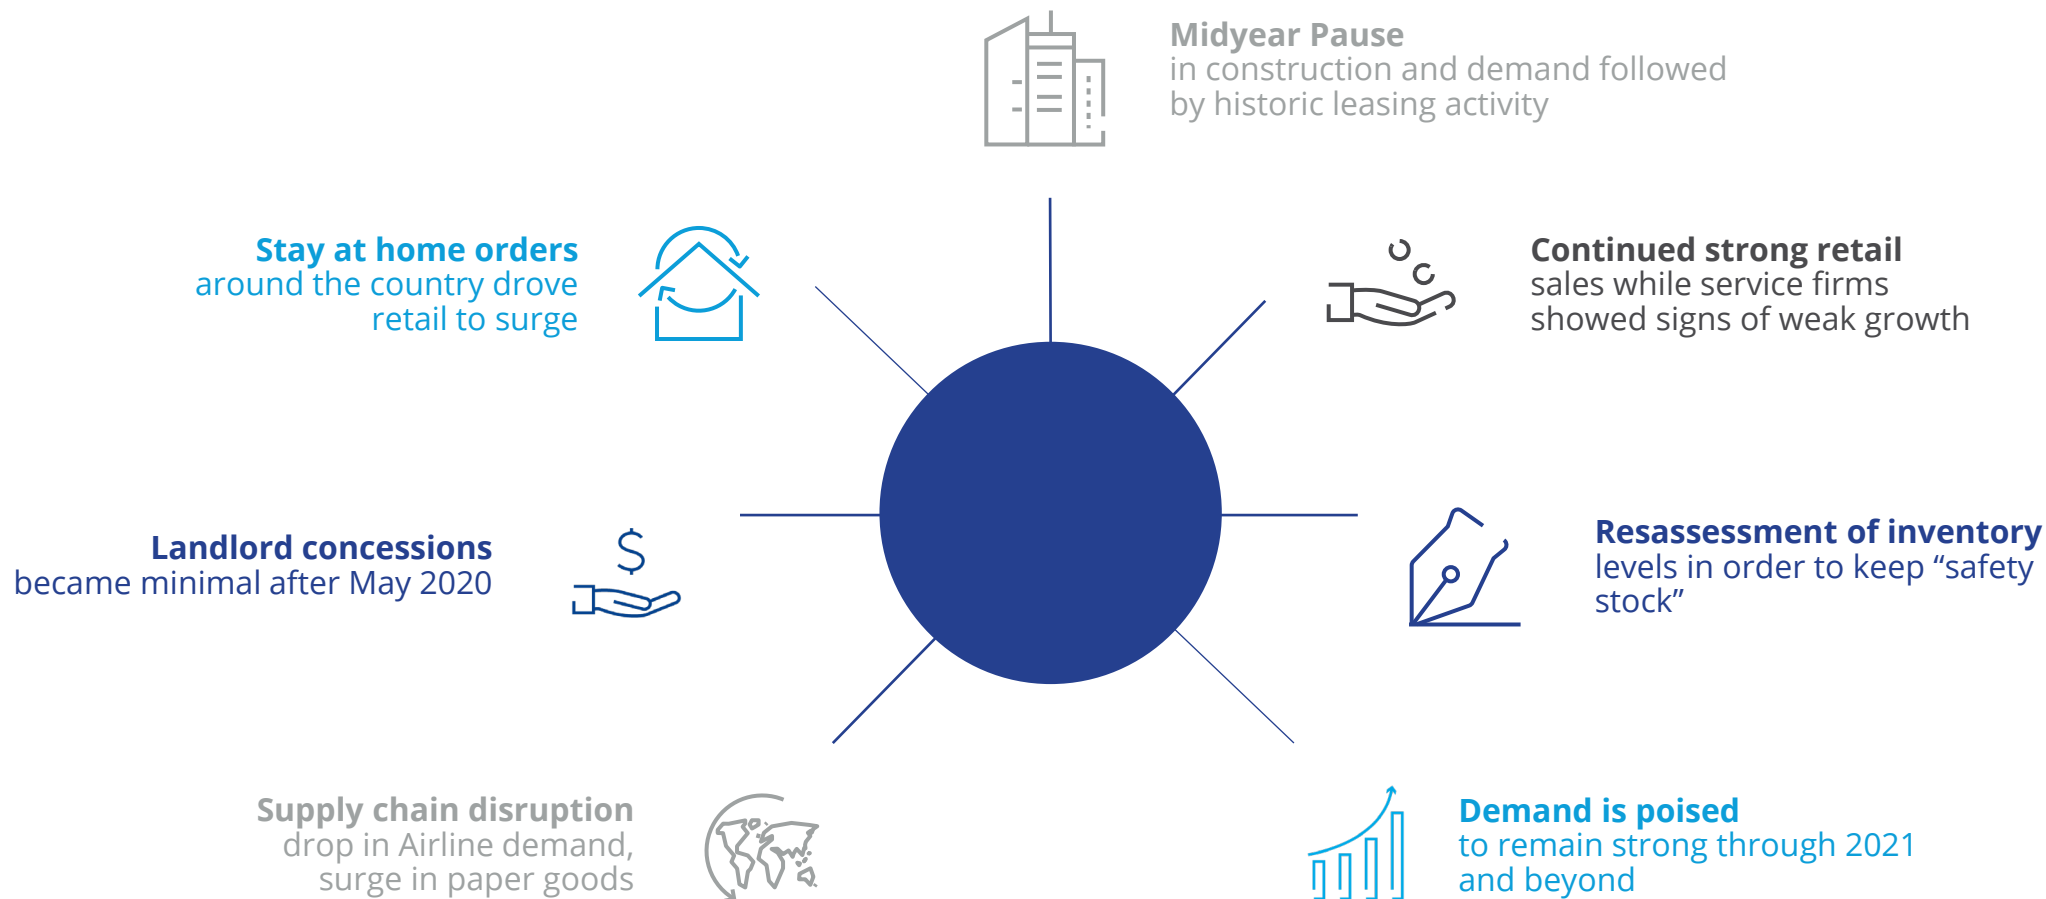 Midyear Pause
in construction and demand followed
by historic leasing activity
Stay at home orders
around the country drove
retail to surge
Continued strong retail
sales while service firms
showed signs of weak growth
Landlord concessions
became minimal after May 2020
Resassessment of inventory
levels in order to keep “safety
stock”
Supply chain disruption
drop in Airline demand,
surge in paper goods
Demand is poised
to remain strong through 2021
and beyond